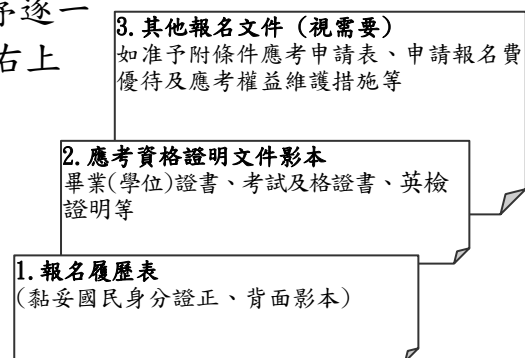 序逐一
右上
3.其他報名文件（視需要）
如准予附條件應考申請表、申請報名費
優待及應考權益維護措施等
2.應考資格證明文件影本
畢業(學位)證書、考試及格證書、英檢
證明等
1.報名履歷表
(黏妥國民身分證正、背面影本)